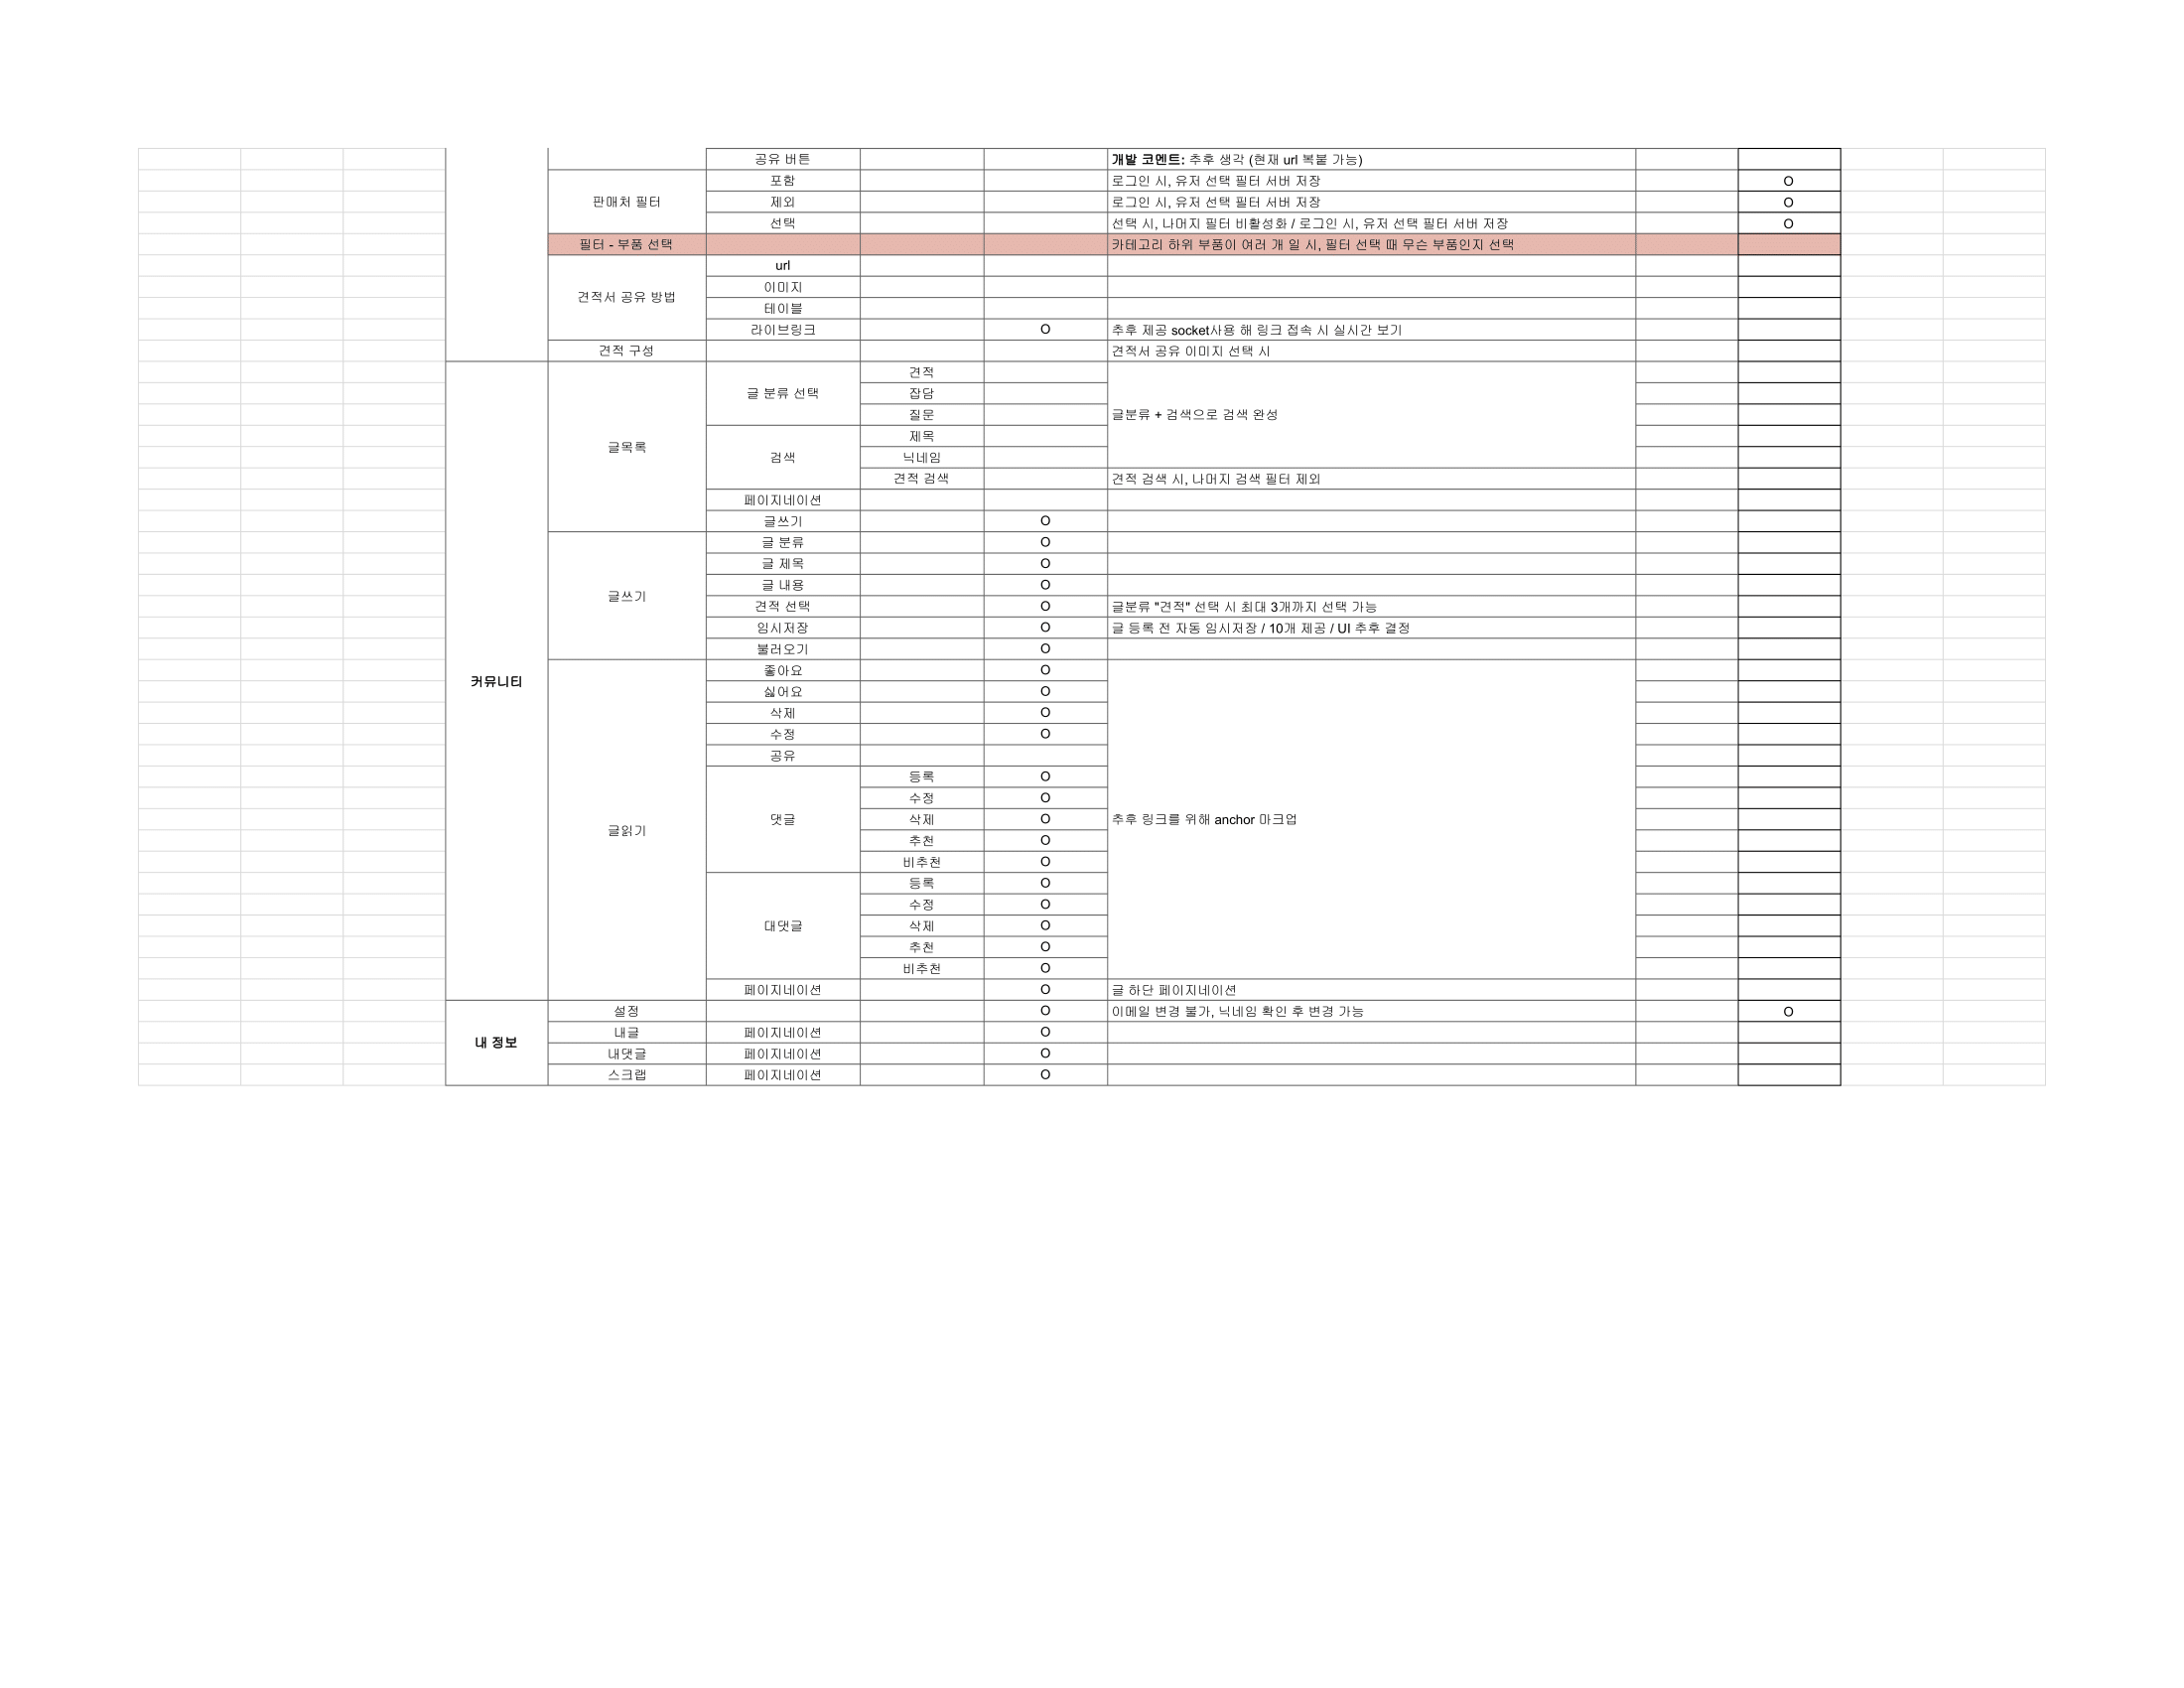 공유 버튼 개발 코멘트: 추후 생각 (현재 url 복붙 가능)
판매처 필터 포함 로그인 시, 유저 선택 필터 서버 저장 O
제외 로그인 시, 유저 선택 필터 서버 저장 O
선택 선택 시, 나머지 필터 비활성화 / 로그인 시, 유저 선택 필터 서버 저장 O
필터 - 부품 선택 카테고리 하위 부품이 여러 개 일 시, 필터 선택 때 무슨 부품인지 선택
견적서 공유 방법 url
이미지
테이블
라이브링크 O 추후 제공 socket사용 해 링크 접속 시 실시간 보기
견적 구성 견적서 공유 이미지 선택 시
커뮤니티 글목록 글 분류 선택 견적 글분류 + 검색으로 검색 완성
잡담
질문
검색 제목
닉네임
견적 검색 견적 검색 시, 나머지 검색 필터 제외
페이지네이션
글쓰기 O
글쓰기 글 분류 O
글 제목 O
글 내용 O
견적 선택 O 글분류 "견적" 선택 시 최대 3개까지 선택 가능
임시저장 O 글 등록 전 자동 임시저장 / 10개 제공 / UI 추후 결정
불러오기 O
글읽기 좋아요 O 추후 링크를 위해 anchor 마크업
싫어요 O
삭제 O
수정 O
공유
댓글 등록 O
수정 O
삭제 O
추천 O
비추천 O
대댓글 등록 O
수정 O
삭제 O
추천 O
비추천 O
페이지네이션 O 글 하단 페이지네이션
내 정보 설정 O 이메일 변경 불가, 닉네임 확인 후 변경 가능 O
내글 페이지네이션 O
내댓글 페이지네이션 O
스크랩 페이지네이션 O